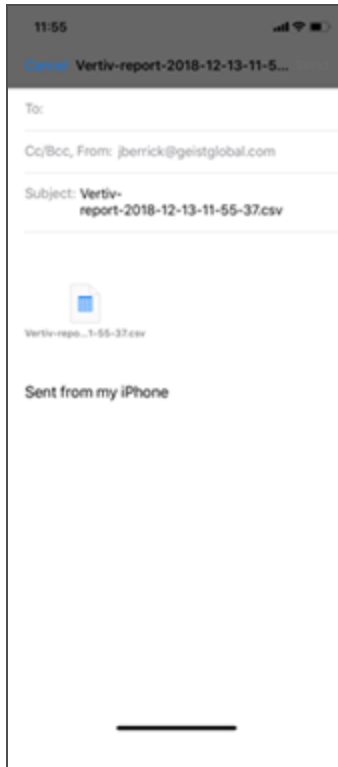 11:55
Cancel Vertiv-report-2018-12-13-11-5... Send
To:
Cc/Bcc, From: jberrick@geistglobal.com
Subject: Vertiv-
report-2018-12-13-11-55-37.csv
Vertiv-repo...1-55-37.csv
Sent from my iPhone